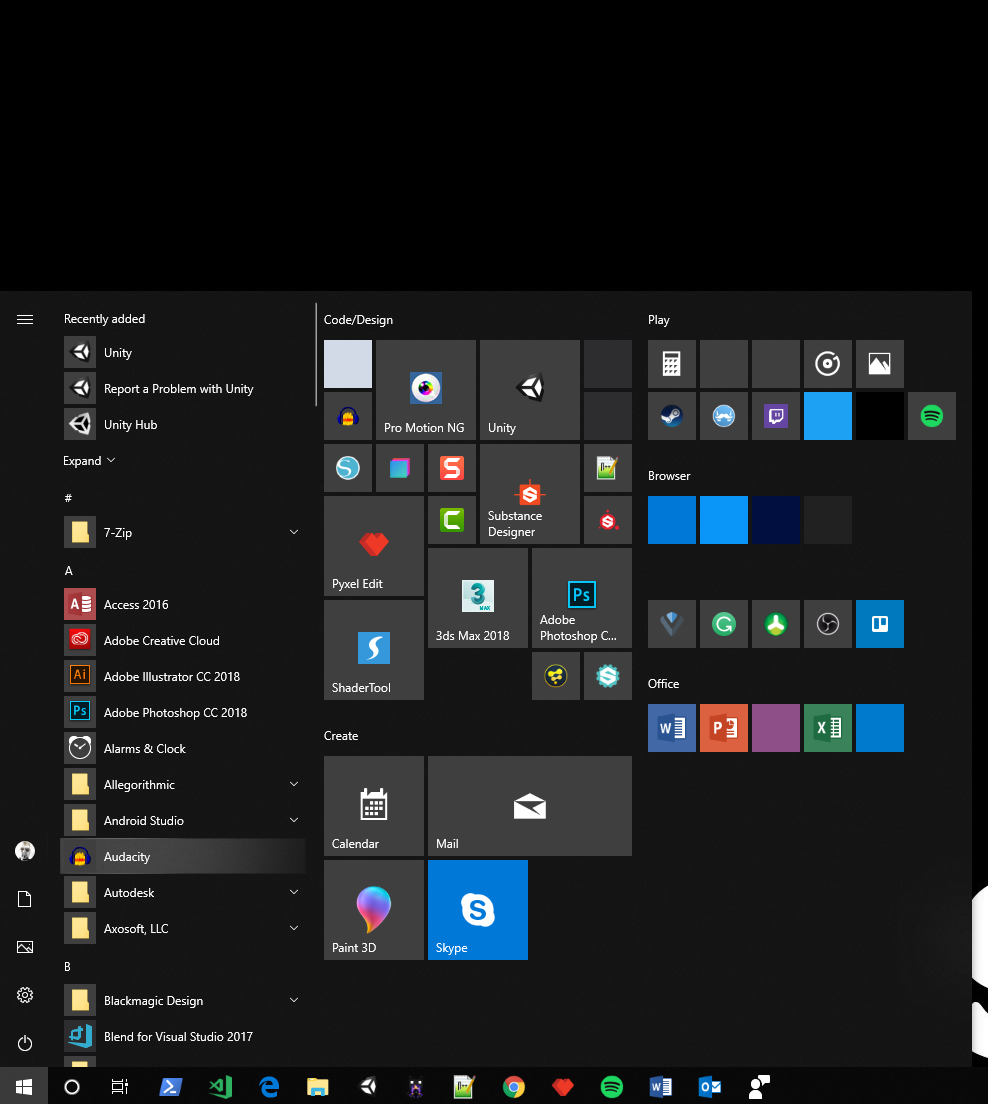 Recently added
Unity
Report a Problem with Unity
Unity Hub
Expand
#
7-Zip
A
Access 2016
Adobe Creative Cloud
Adobe Illustrator CC 2018
Adobe Photoshop CC 2018
Alarms & Clock
Allegorithmic
Android Studio
Audacity
Autodesk
Axosoft, LLC
B
Blackmagic Design
Blend for Visual Studio 2017
Code/Design
Pro Motion NG
Unity
Substance
Designer
Pyxel Edit
3ds Max 2018
Adobe
Photoshop C...
ShaderTool
Create
Calendar
Mail
Paint 3D
Skype
Play
Browser
Office